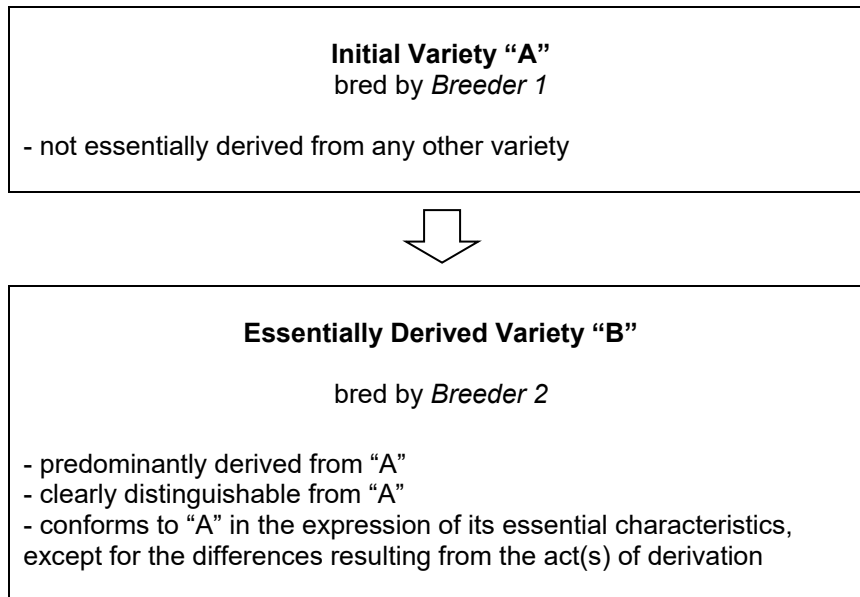 Initial Variety “A”
bred by Breeder 1
- not essentially derived from any other variety
Essentially Derived Variety “B”
bred by Breeder 2
- predominantly derived from “A”
- clearly distinguishable from “A”
- conforms to “A” in the expression of its essential characteristics,
except for the differences resulting from the act(s) of derivation